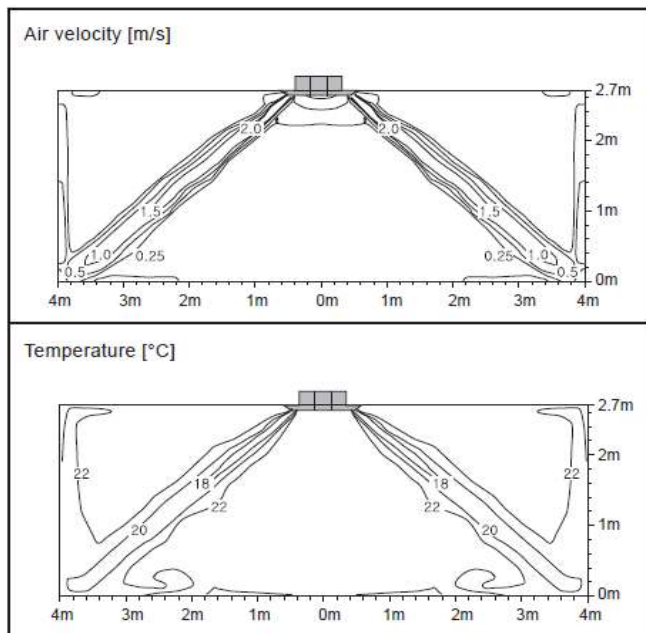 Air velocity [m/s]
2.7m
2.0 2.0
2m
1.5 1.5
1m
1.0 0.25 0.25 1.0
0.5 0.5
0m
4m 3m 2m 1m 0m 1m 2m 3m 4m
Temperature [°C]
2.7m
2m
22 18 18 22
22 22
1m
20 20
0m
4m 3m 2m 1m 0m 1m 2m 3m 4m